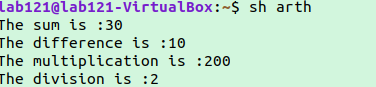 lab121@lab121-VirtualBox:~$ sh arth
The sum is :30
The difference is :10
The multiplication is :200
The division is :2